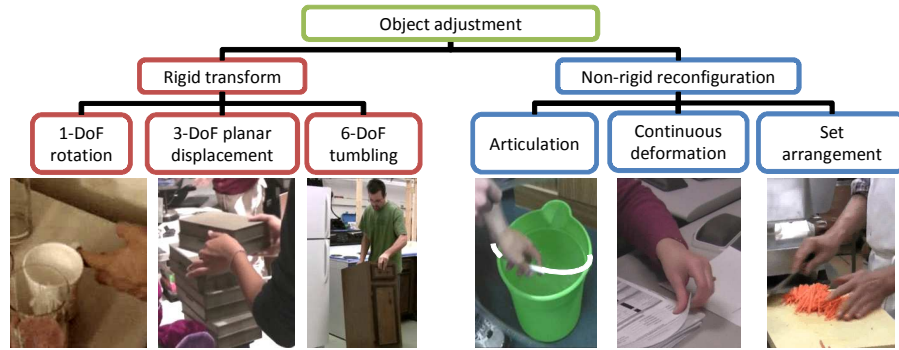 Object adjustment
Rigid transform
Non-rigid reconfiguration
1-DoF
rotation
3-DoF planar
displacement
6-DoF
tumbling
Articulation
Continuous
deformation
Set
arrangement